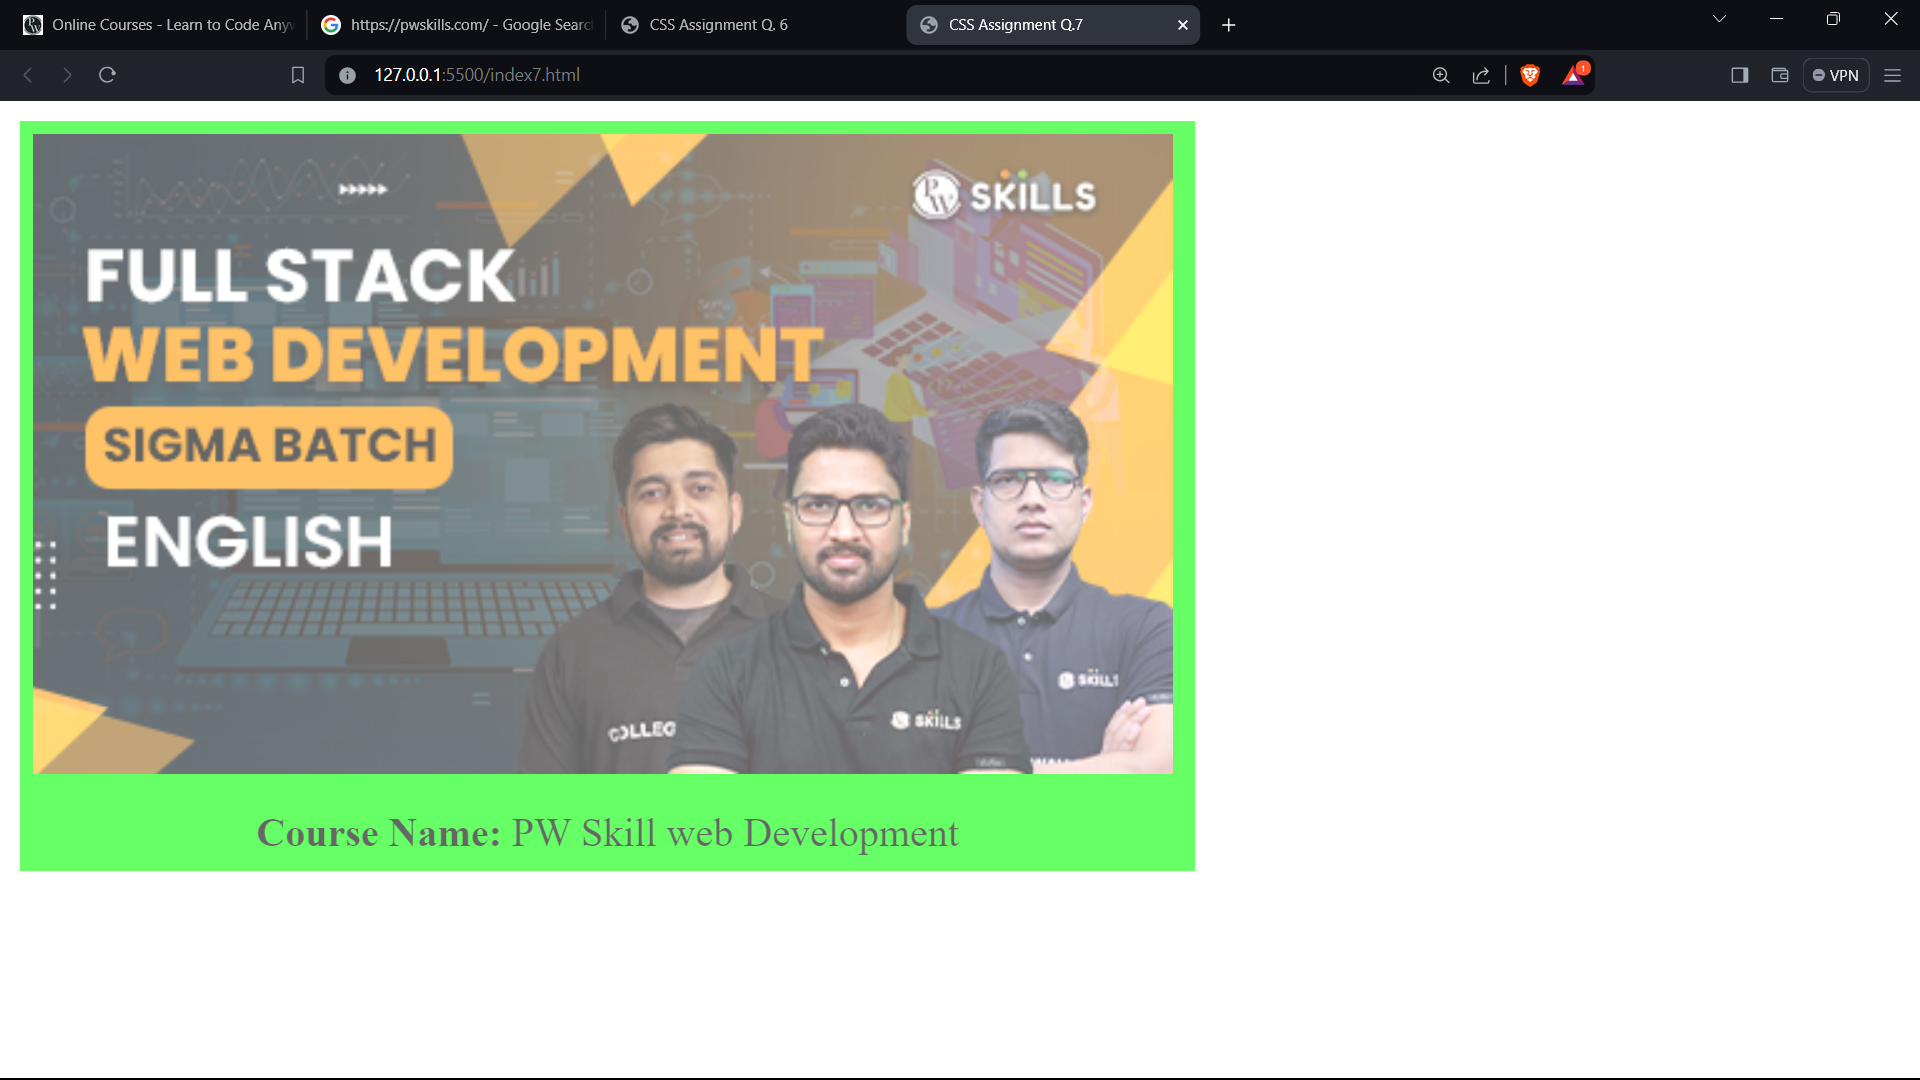 Online Courses - Learn to Code Any
https://pwskills.com/ - Google Searc
CSS Assignment Q. 6
CSS Assignment Q.7
127.0.0.1:5500/index7.html
1
VPN
PW SKILLS
FULL STACK
WEB DEVELOPMENT
SIGMA BATCH
ENGLISH
SKILLS
COLLEG
SKILLS
Course Name: PW Skill web Development